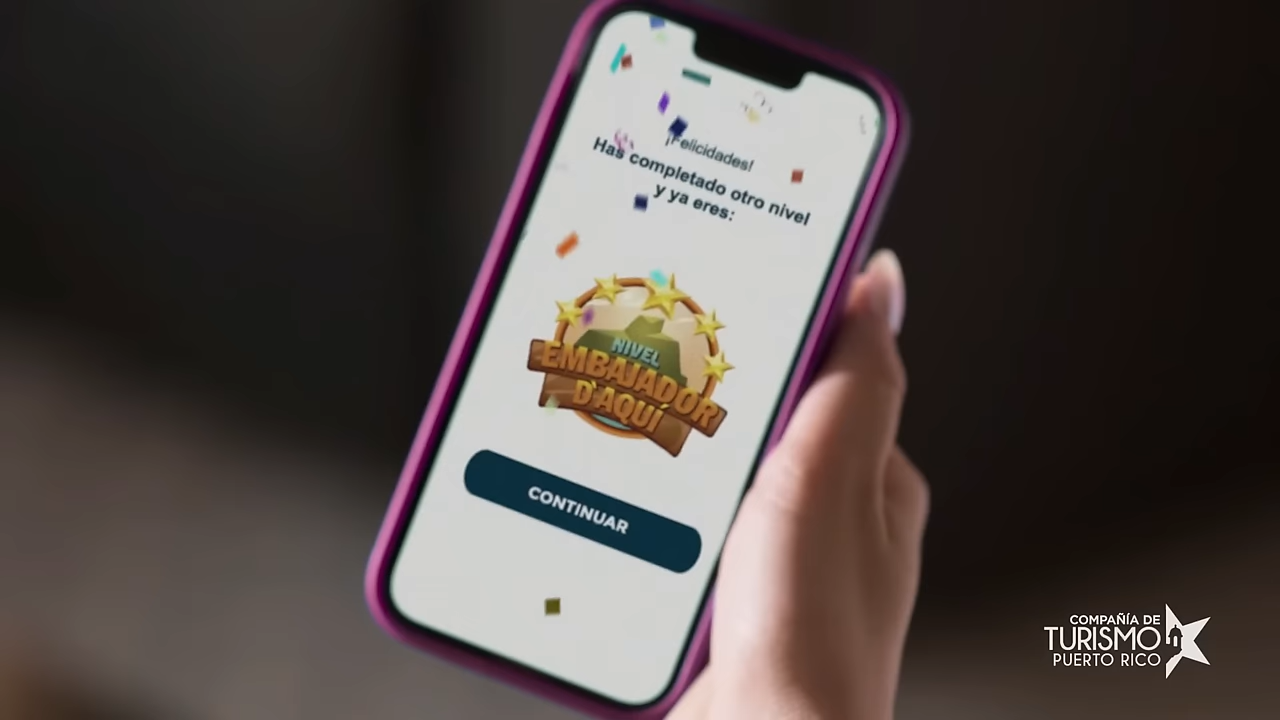 ¡Felicidades!
Has completado otro nivel
y ya eres:
NIVEL
EMBAJADOR
D'AQUÍ
CONTINUAR
COMPAÑÍA DE
TURISMO
PUERTO RICO